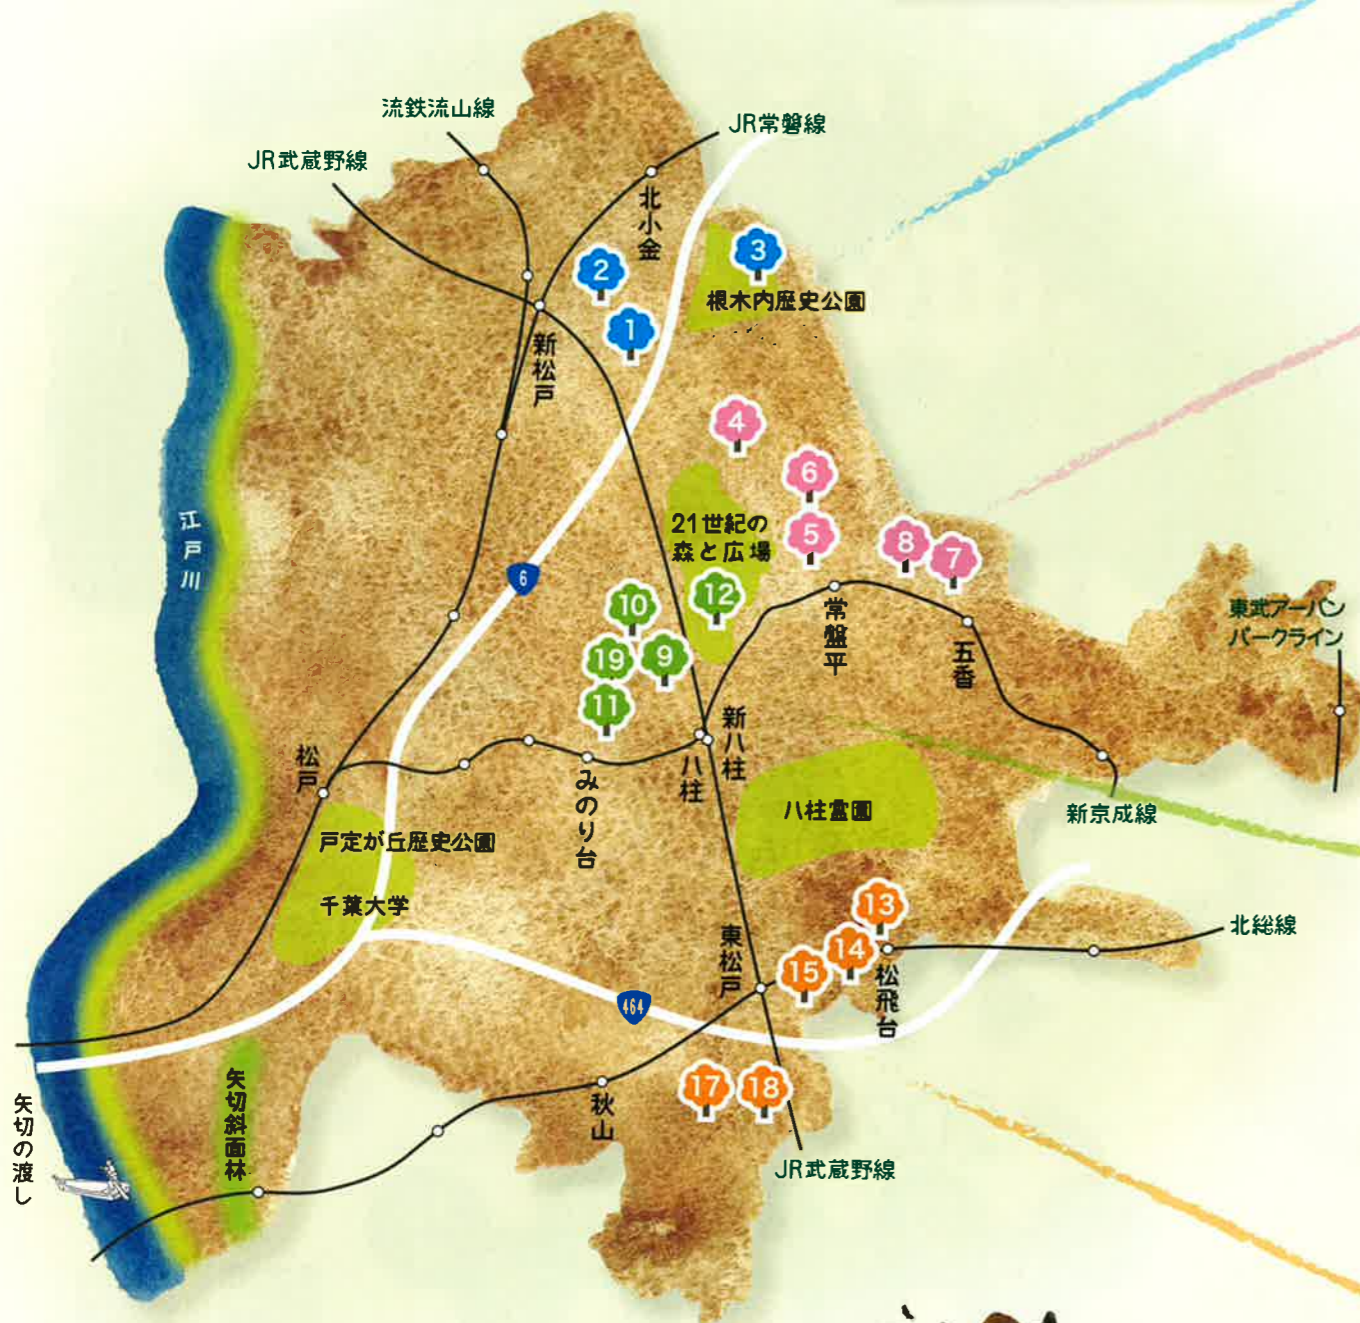 流鉄流山線
JR常磐線
JR武蔵野線
北小金
3
2
根木内歴史公園
1
新松戸
4
6
21世紀の
森と広場
5
8
7
江戸川
6
12
10
常盤平
東武アーバン
パークライン
19
9
五香
11
新八柱
八柱
松戸
みのり台
八柱霊園
新京成線
戸定が丘歴史公園
千葉大学
13
北総線
東松戸
14
15
松飛台
464
矢切斜面林
17
18
秋山
矢切の渡し
JR武蔵野線